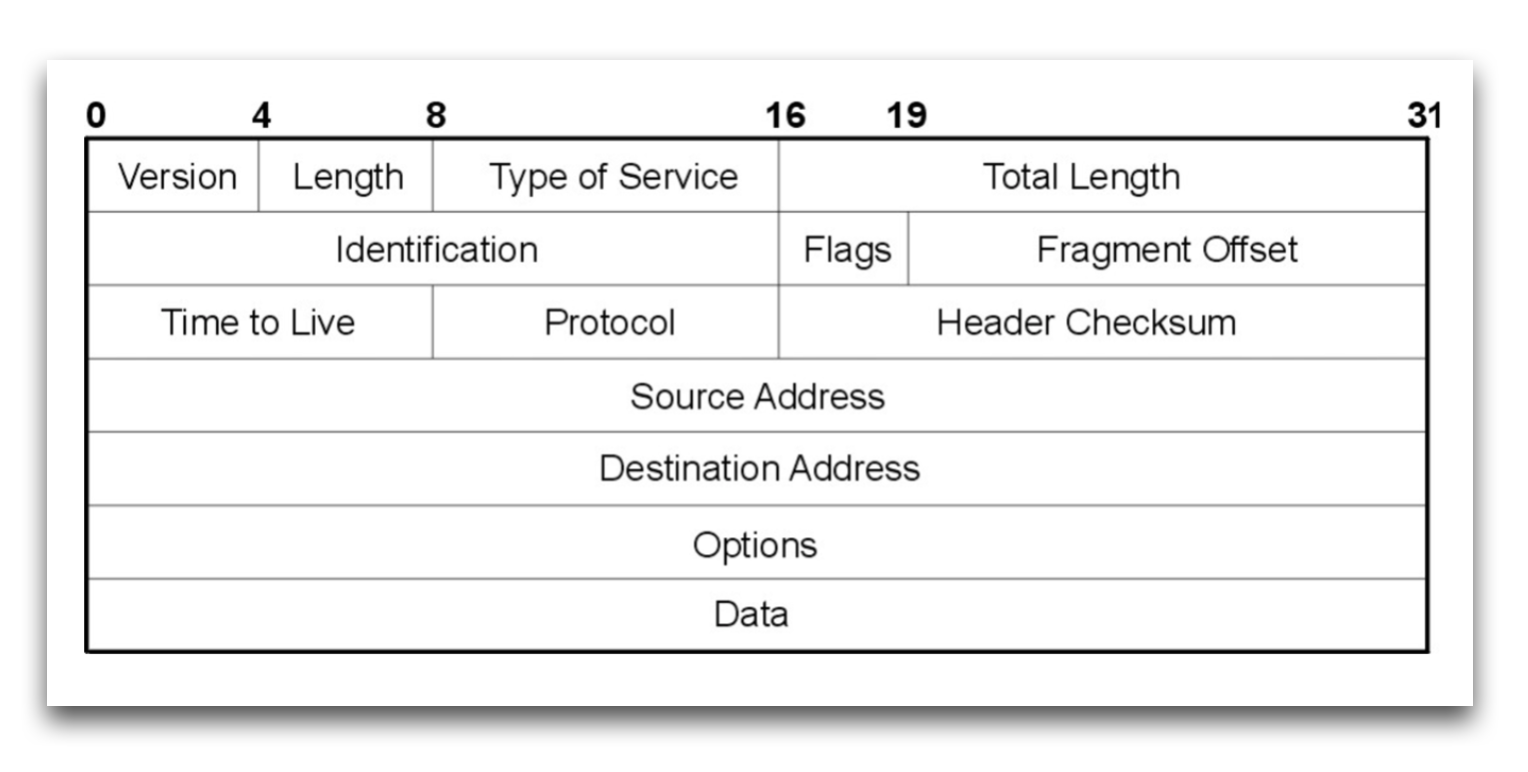 0 4 8 16 19 31
Version Length Type of Service Total Length
Identification Flags Fragment Offset
Time to Live Protocol Header Checksum
Source Address
Destination Address
Options
Data